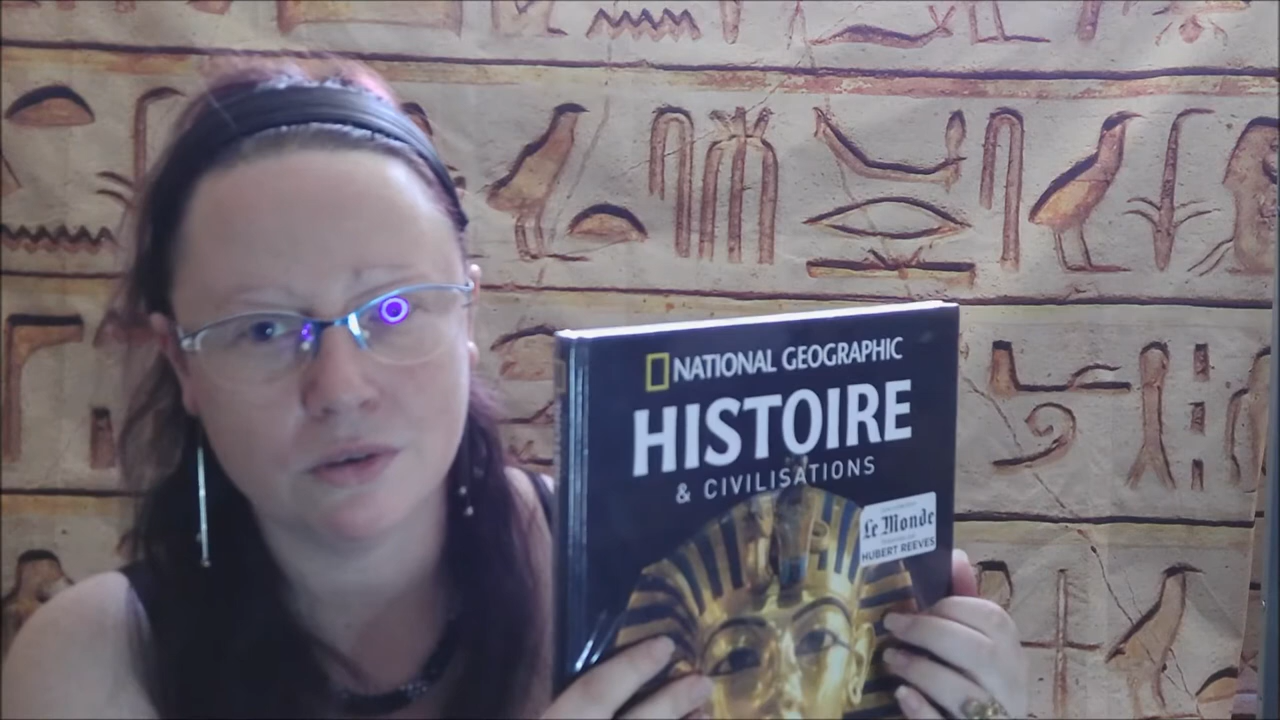 NATIONAL GEOGRAPHIC
HISTOIRE
& CIVILISATIONS
Le Monde
HUBERT REEVES